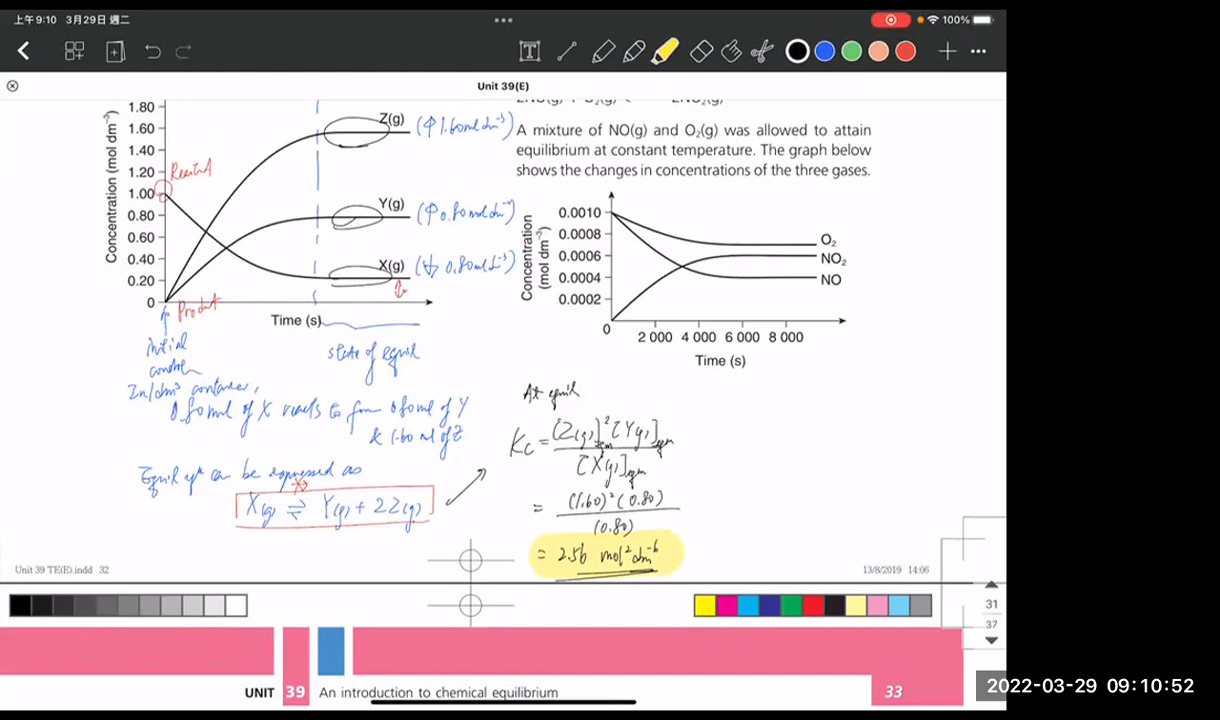 上午9:10 3月29日 週二
100%
Unit 39(E)
1.80
1.60
1.40
1.20
1.00
0.80
0.60
0.40
0.20
0
Concentration (mol dm⁻³)
Reactant
Product
Z(g) (↑ 1.60 mol dm⁻³)
Y(g) (↑ 0.80 mol dm⁻³)
X(g) (↓ 0.80 mol dm⁻³)
Time (s)
initial
state of equil
In 1 dm³ container,
0.80 mol of X reacts to form 0.80 mol of Y
& 1.60 mol of Z
Equil can be expressed as
X(g) ⇌ Y(g) + 2Z(g)
A mixture of NO(g) and O₂(g) was allowed to attain
equilibrium at constant temperature. The graph below
shows the changes in concentrations of the three gases.
Concentration
(mol dm⁻³)
0.0010
0.0008
0.0006
0.0004
0.0002
0
O₂
NO₂
NO
2 000 4 000 6 000 8 000
Time (s)
At equil
Kc = [Z(g)]²eqm [Y(g)]eqm
[X(g)]eqm
= (1.60)² (0.80)
(0.80)
= 2.56 mol² dm⁻⁶
Unit 39 TE(E).indd 32
13/8/2019 14:06
31
37
UNIT 39 An introduction to chemical equilibrium
33
2022-03-29 09:10:52